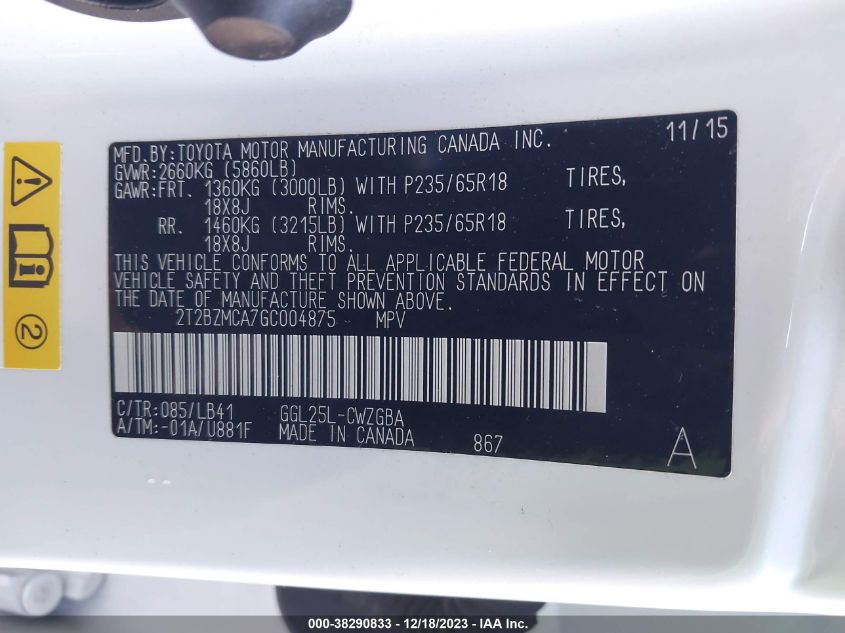 11/15
MFD.BY:TOYOTA MOTOR MANUFACTURING CANADA INC.
GVWR:2660KG (5860LB)
GAWR:FRT. 1360KG (3000LB) WITH P235/65R18 TIRES,
18X8J RIMS.
RR. 1460KG (3215LB) WITH P235/65R18 TIRES,
18X8J RIMS.
THIS VEHICLE CONFORMS TO ALL APPLICABLE FEDERAL MOTOR
VEHICLE SAFETY AND THEFT PREVENTION STANDARDS IN EFFECT ON
THE DATE OF MANUFACTURE SHOWN ABOVE.
2T2BZMCA7GC004875 MPV
C/TR:085/LB41 GGL25L-CWZGBA
A/TM:-01A/U881F MADE IN CANADA 867
A
2
000-38290833 - 12/18/2023 - IAA Inc.